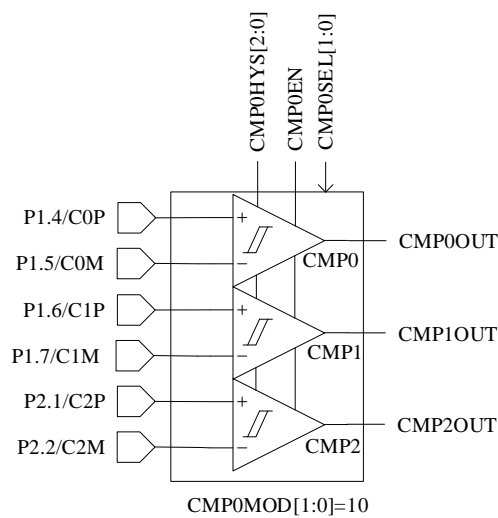 CMP0HYS[2:0]
CMP0EN
CMP0SEL[1:0]
P1.4/C0P
+
CMP0
CMP0OUT
P1.5/C0M
−
P1.6/C1P
+
CMP1
CMP1OUT
P1.7/C1M
−
P2.1/C2P
+
CMP2
CMP2OUT
P2.2/C2M
−
CMP0MOD[1:0]=10